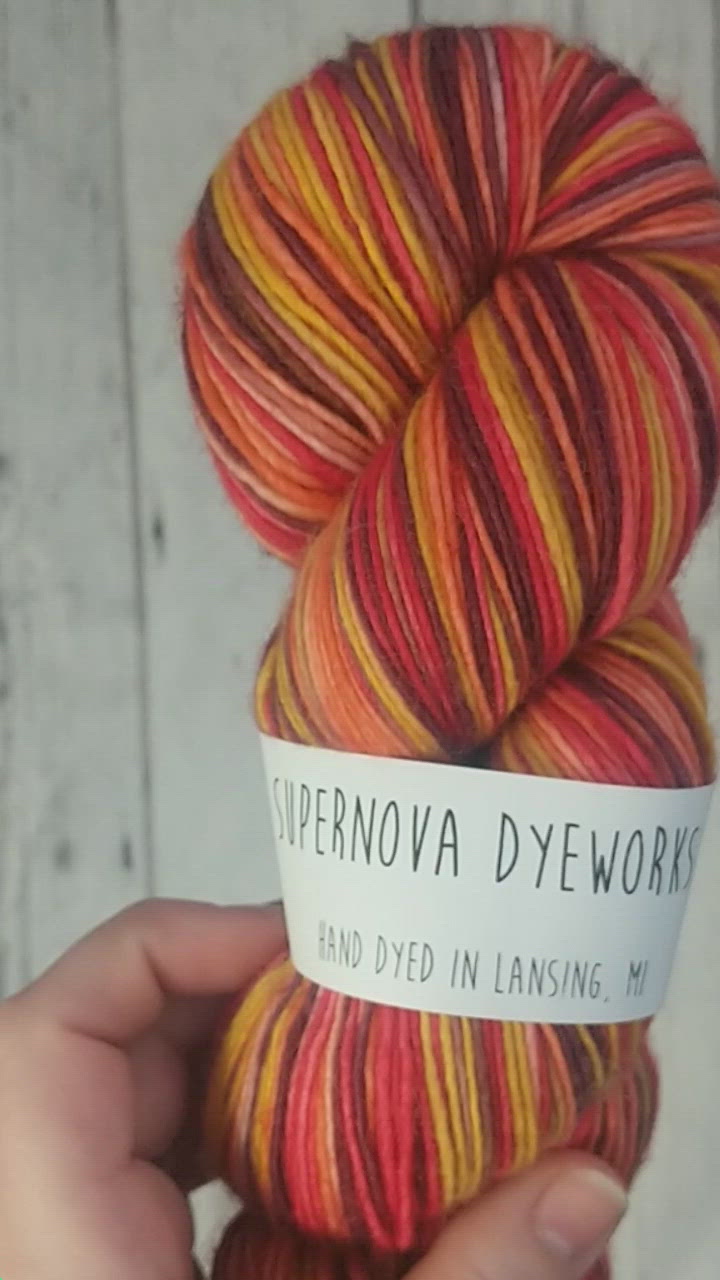 SUPERNOVA DYEWORKS
HAND DYED IN LANSING, MI